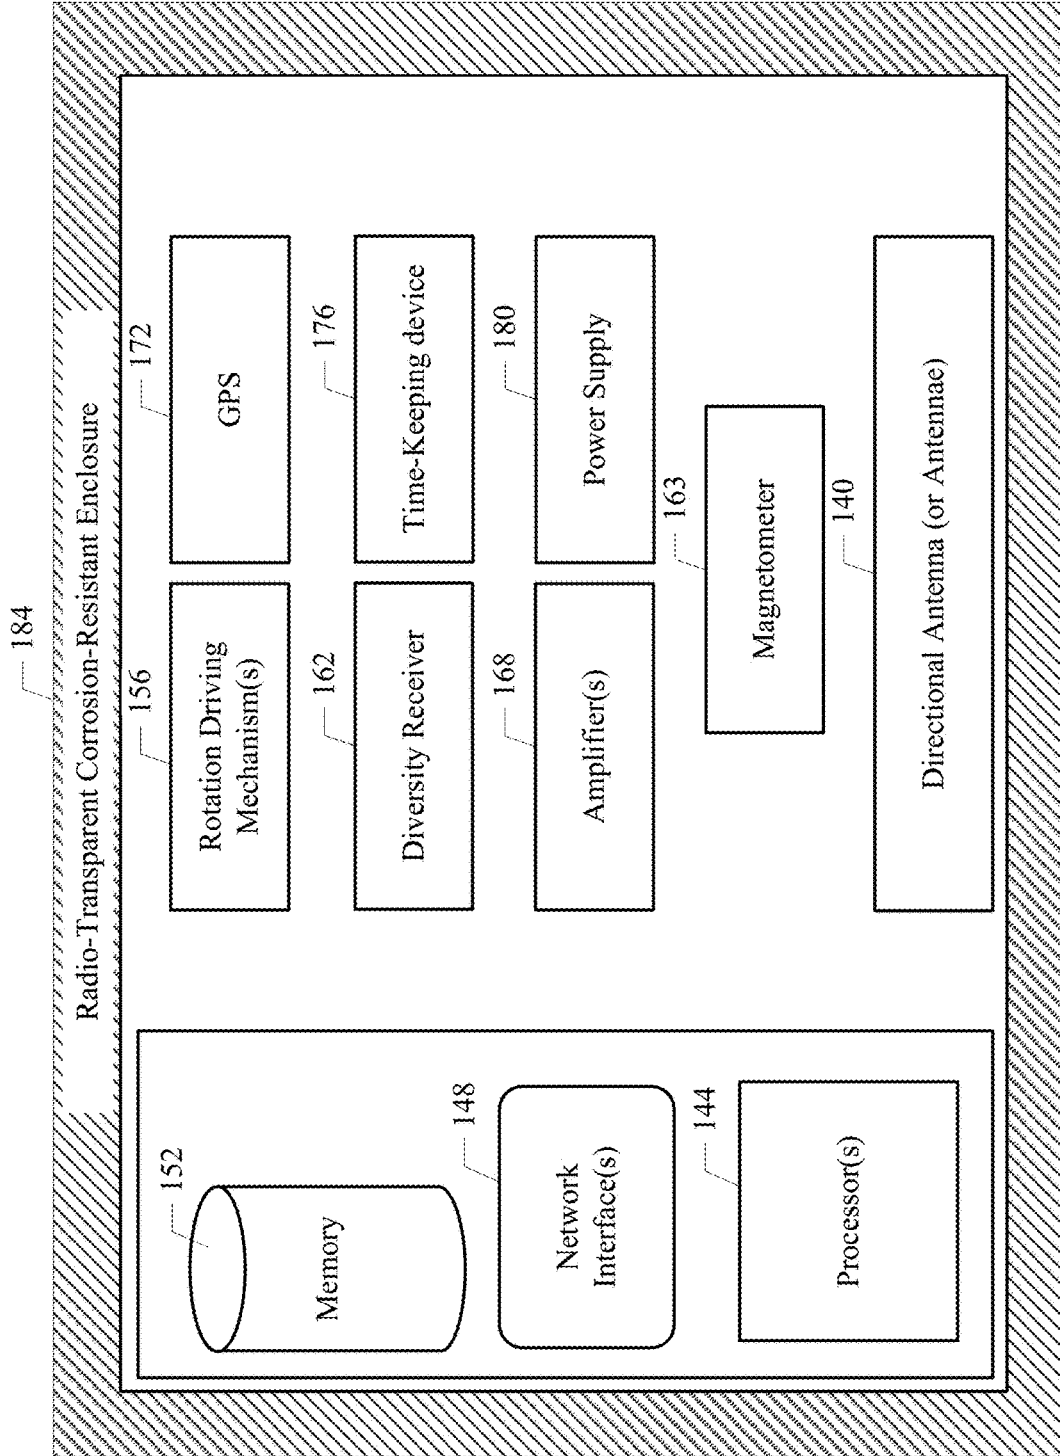 184
Radio-Transparent Corrosion-Resistant Enclosure
152
Memory
148
Network
Interface(s)
144
Processor(s)
156
Rotation Driving
Mechanism(s)
172
GPS
162
Diversity Receiver
176
Time-Keeping device
168
Amplifier(s)
180
Power Supply
163
Magnetometer
140
Directional Antenna (or Antennae)